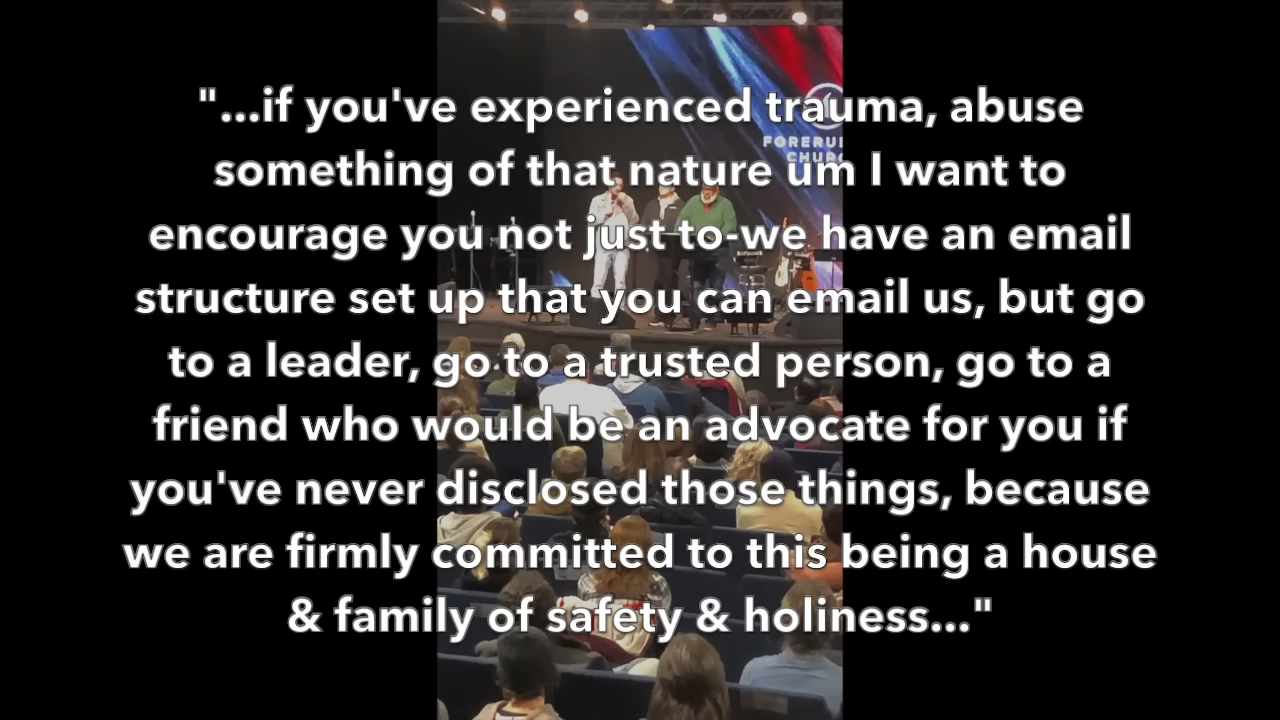 "...if you've experienced trauma, abuse
something of that nature um I want to
encourage you not just to-we have an email
structure set up that you can email us, but go
to a leader, go to a trusted person, go to a
friend who would be an advocate for you if
you've never disclosed those things, because
we are firmly committed to this being a house
& family of safety & holiness..."